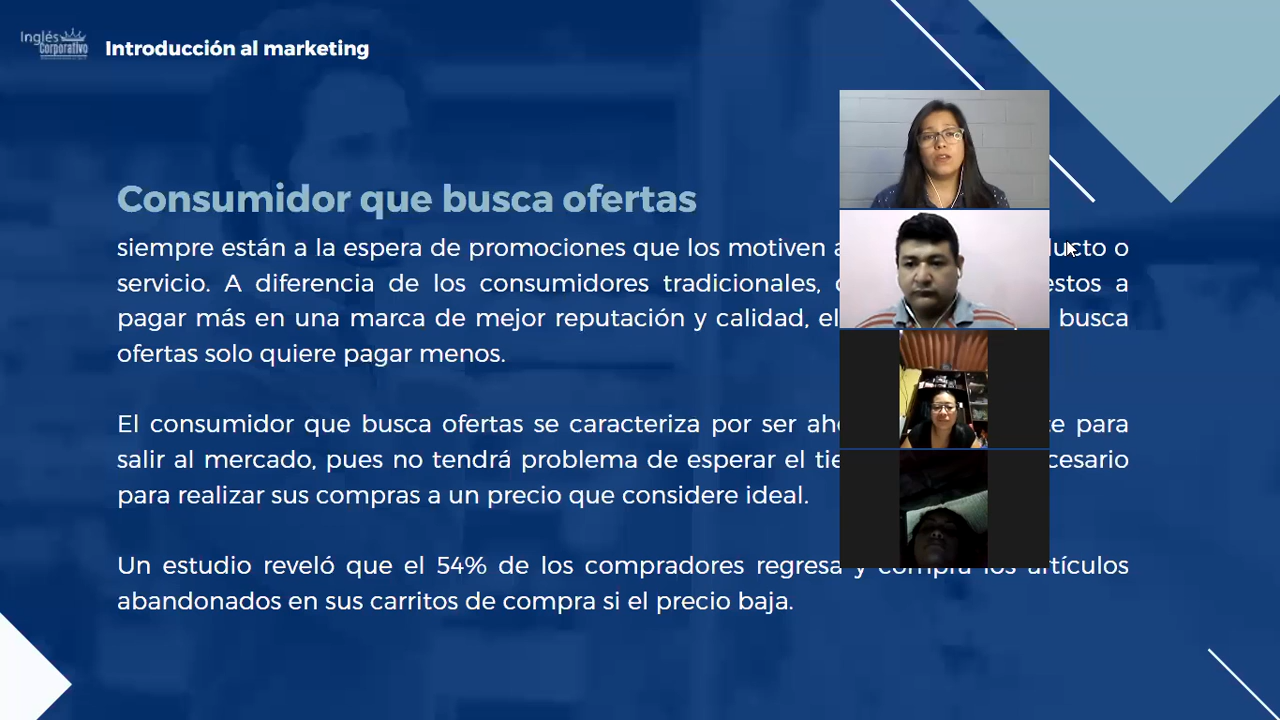 Inglés
Corporativo
Introducción al marketing
Consumidor que busca ofertas
siempre están a la espera de promociones que los motiven a ducto o
servicio. A diferencia de los consumidores tradicionales, estos a
pagar más en una marca de mejor reputación y calidad, el busca
ofertas solo quiere pagar menos.
El consumidor que busca ofertas se caracteriza por ser aho te para
salir al mercado, pues no tendrá problema de esperar el tie cesario
para realizar sus compras a un precio que considere ideal.
Un estudio reveló que el 54% de los compradores regresa y compra los artículos
abandonados en sus carritos de compra si el precio baja.